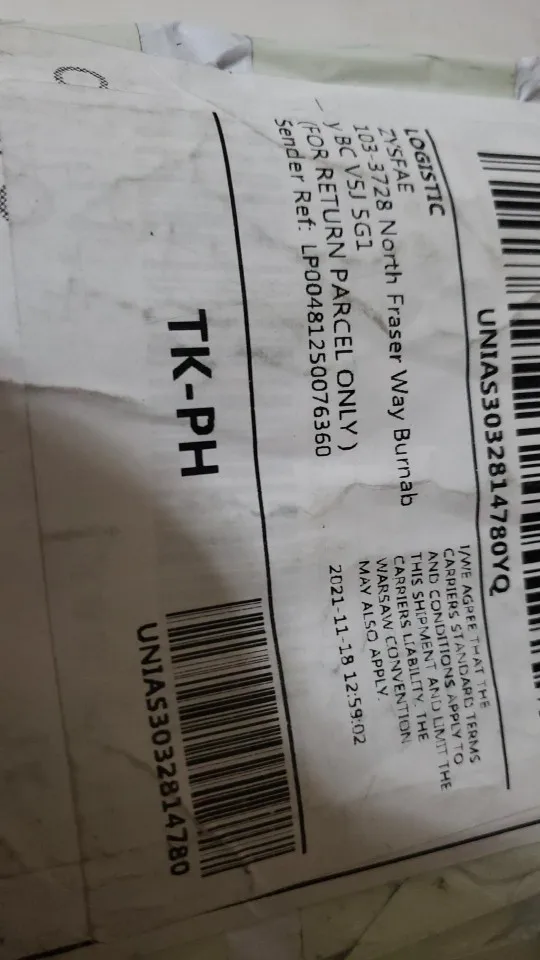 UNIAS3032814780YQ
LOGISTIC
ZYSFAE
103-3728 North Fraser Way Burnab
y BC V5J 5G1
(FOR RETURN PARCEL ONLY )
Sender Ref: LP00481250076360
I/WE AGREE THAT THE
CARRIERS STANDARD TERMS
AND CONDITIONS APPLY TO
THIS SHIPMENT AND LIMIT THE
CARRIERS LIABILITY. THE
WARSAW CONVENTION
MAY ALSO APPLY.
2021-11-18 12:59:02
TK-PH
UNIAS3032814780